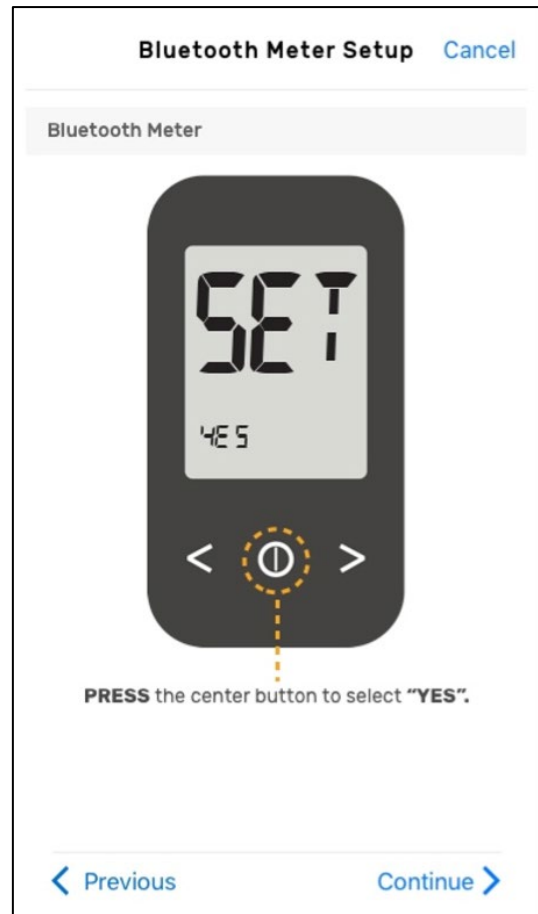 Bluetooth Meter Setup Cancel
Bluetooth Meter
SET
YES
PRESS the center button to select “YES”.
Previous Continue